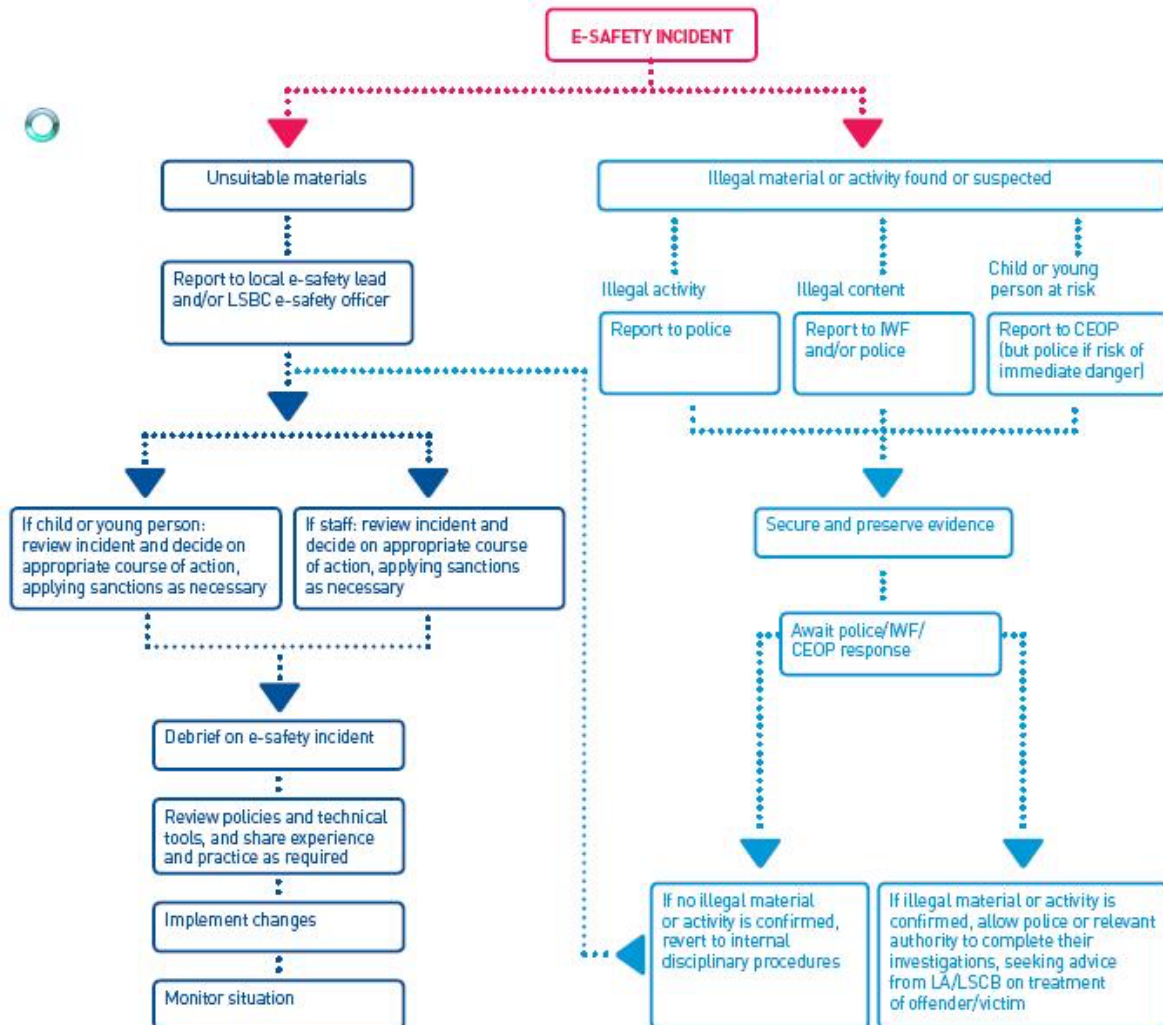 E-SAFETY INCIDENT
Unsuitable materials
Report to local e-safety lead
and/or LSBC e-safety officer
If child or young person:
review incident and decide on
appropriate course of action,
applying sanctions as necessary
If staff: review incident and
decide on appropriate course
of action, applying sanctions
as necessary
Debrief on e-safety incident
Review policies and technical
tools, and share experience
and practice as required
Implement changes
Monitor situation
Illegal material or activity found or suspected
Illegal activity
Report to police
Illegal content
Report to IWF
and/or police
Child or young
person at risk
Report to CEOP
(but police if risk of
immediate danger)
Secure and preserve evidence
Await police/IWF/
CEOP response
If no illegal material
or activity is confirmed,
revert to internal
disciplinary procedures
If illegal material or activity is
confirmed, allow police or relevant
authority to complete their
investigations, seeking advice
from LA/LSCB on treatment
of offender/victim